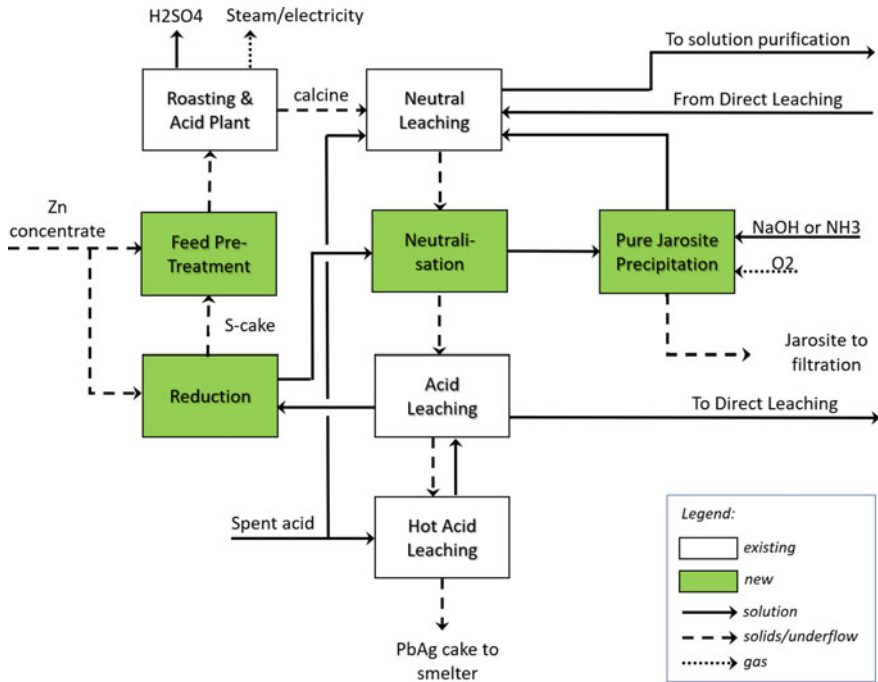 H2SO4
Steam/electricity
To solution purification
Roasting &
Acid Plant
calcine
Neutral
Leaching
From Direct Leaching
Zn
concentrate
Feed Pre-
Treatment
Neutrali-
sation
Pure Jarosite
Precipitation
NaOH or NH3
O2
S-cake
Jarosite to
filtration
Reduction
Acid
Leaching
To Direct Leaching
Spent acid
Hot Acid
Leaching
PbAg cake to
smelter
Legend:
existing
new
solution
solids/underflow
gas